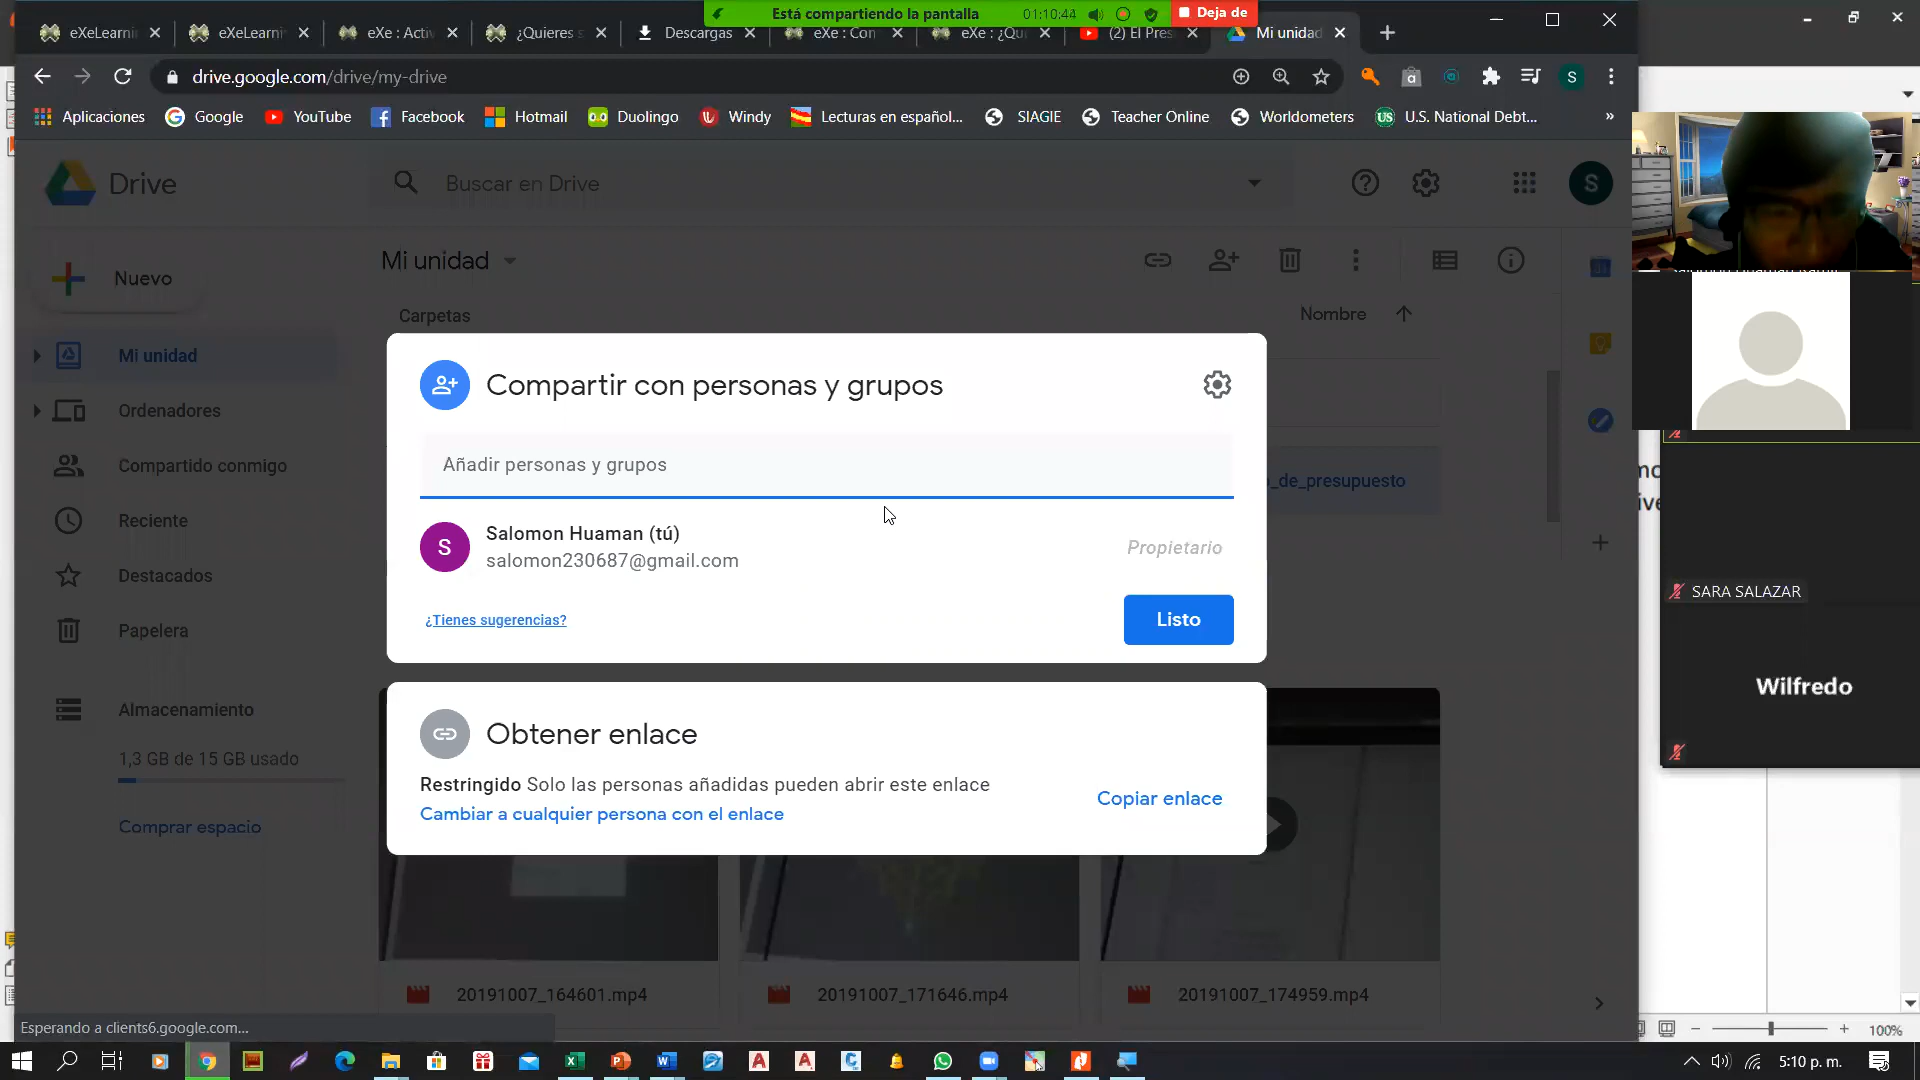 Está compartiendo la pantalla
01:10:44
Deja de
eXeLearni
eXeLearni
eXe : Activ
¿Quieres s
Descargas
eXe : Con
eXe : ¿Qu
(2) El Pres
Mi unidad
drive.google.com/drive/my-drive
S
Aplicaciones
Google
YouTube
Facebook
Hotmail
Duolingo
Windy
Lecturas en español...
SIAGIE
Teacher Online
Worldometers
US
U.S. National Debt...
»
Drive
Buscar en Drive
S
Nuevo
Mi unidad
Carpetas
Nombre
Mi unidad
Ordenadores
Compartido conmigo
Reciente
Destacados
Papelera
Almacenamiento
1,3 GB de 15 GB usado
Comprar espacio
_de_presupuesto
Compartir con personas y grupos
Añadir personas y grupos
S
Salomon Huaman (tú)
salomon230687@gmail.com
Propietario
¿Tienes sugerencias?
Listo
Obtener enlace
Restringido Solo las personas añadidas pueden abrir este enlace
Cambiar a cualquier persona con el enlace
Copiar enlace
20191007_164601.mp4
20191007_171646.mp4
20191007_174959.mp4
Esperando a clients6.google.com...
SARA SALAZAR
Wilfredo
100%
5:10 p. m.